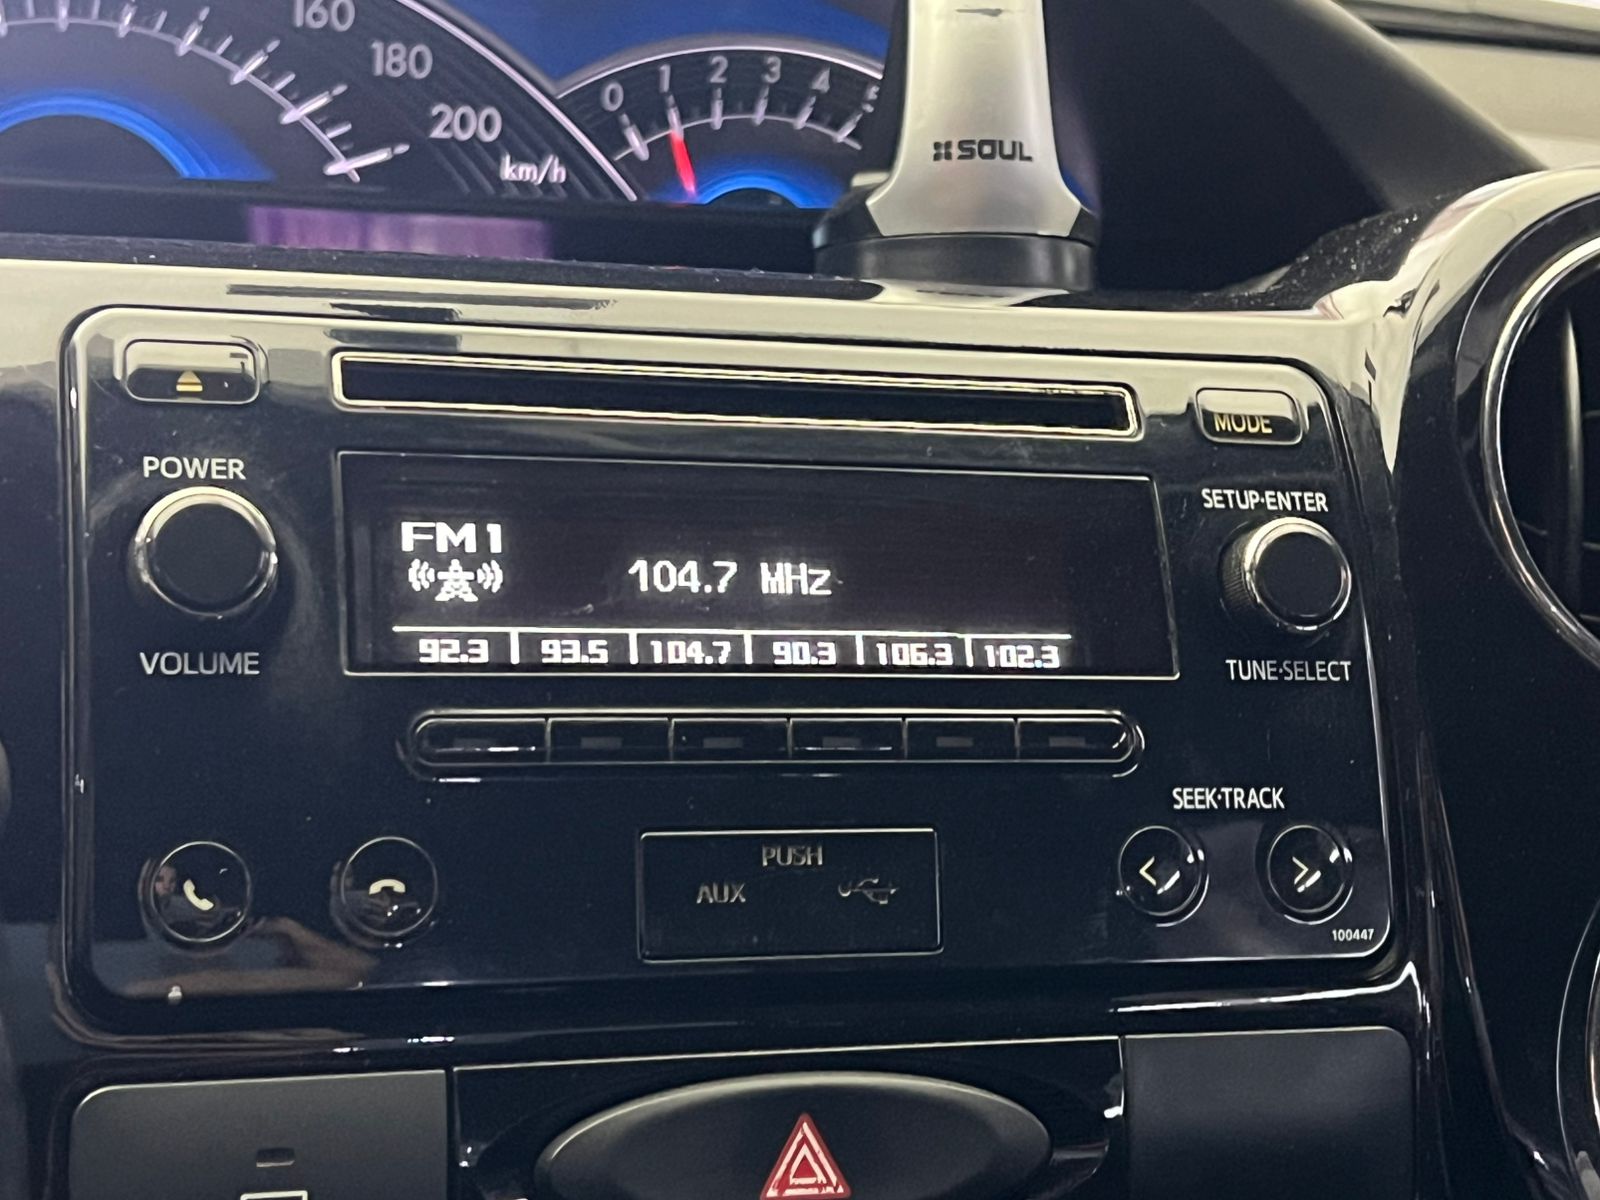 160
180
200
km/h
0 1 2 3 4 5
SOUL
MODE
POWER
SETUP·ENTER
FM1
104.7 MHz
92.3 93.5 104.7 90.3 106.3 102.3
VOLUME
TUNE·SELECT
SEEK·TRACK
PUSH
AUX
< >
100447